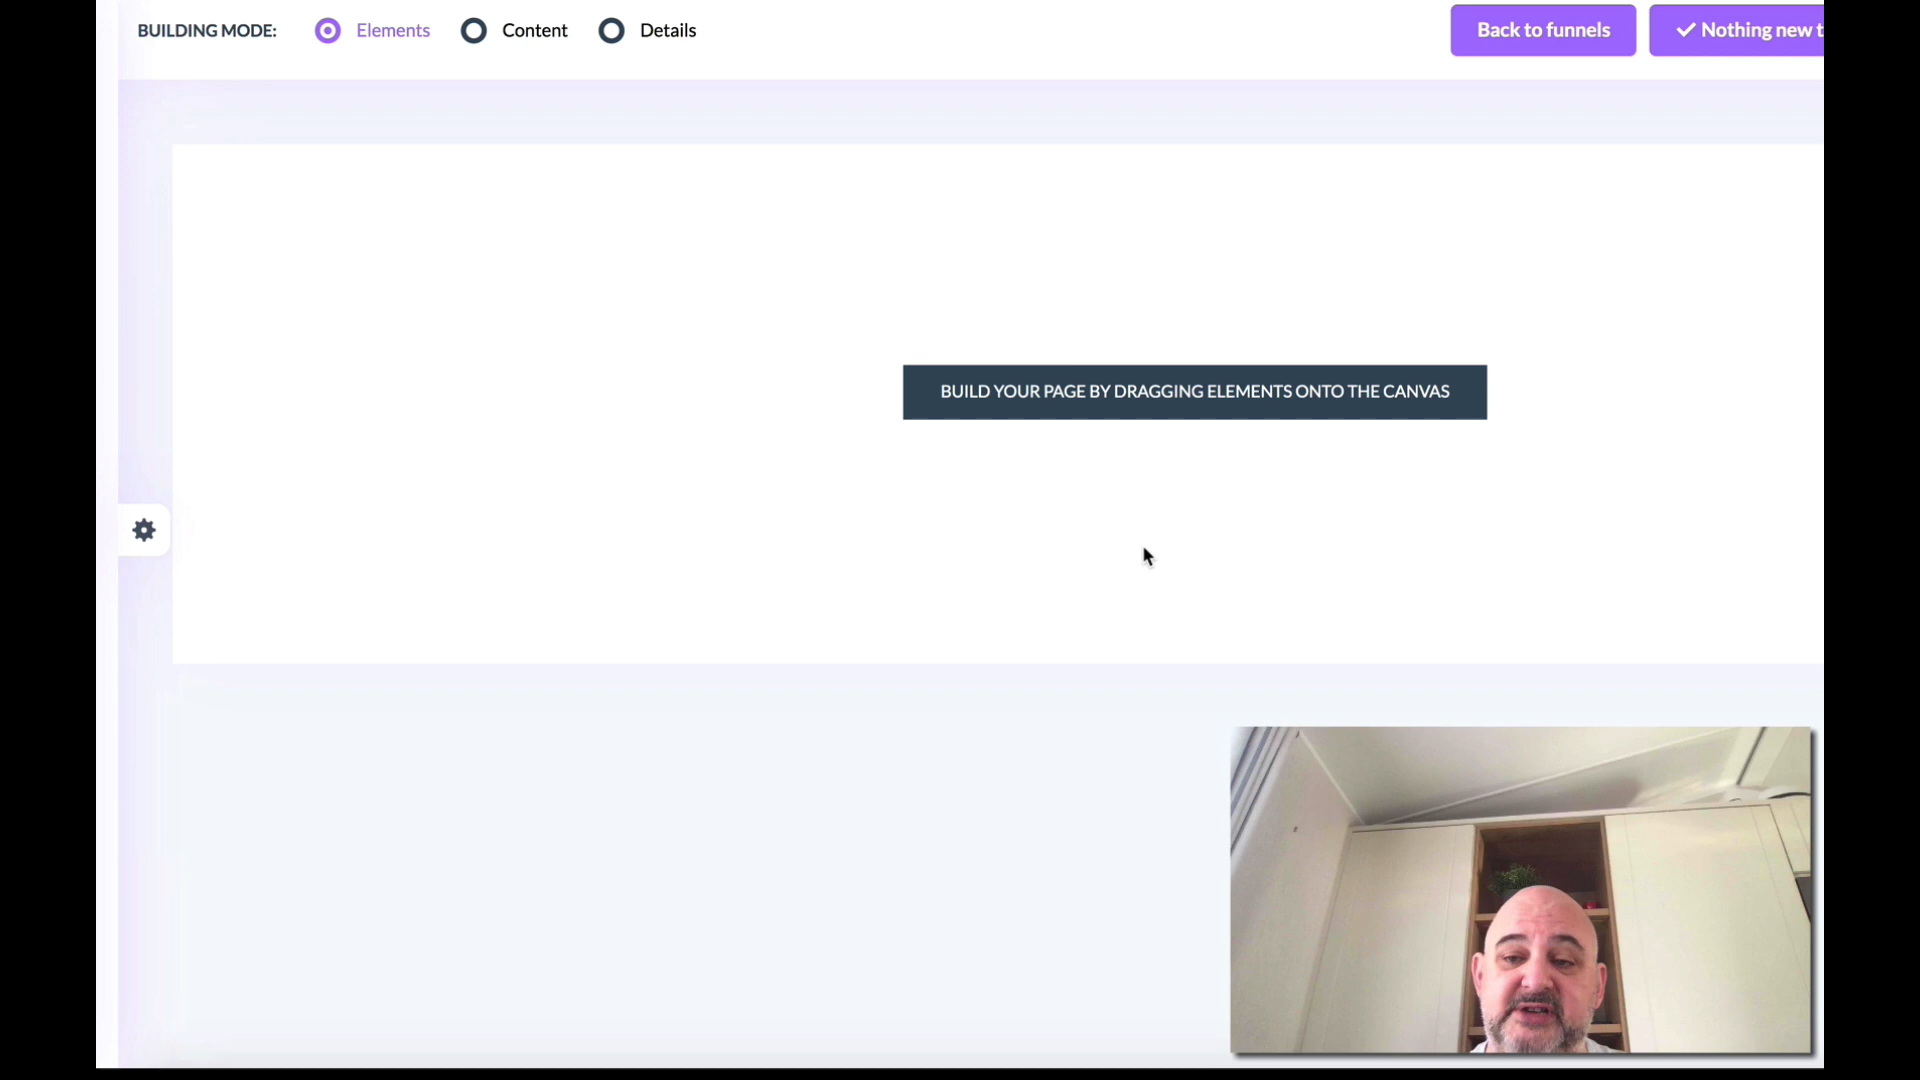 BUILDING MODE: Elements Content Details Back to funnels Nothing new t
BUILD YOUR PAGE BY DRAGGING ELEMENTS ONTO THE CANVAS